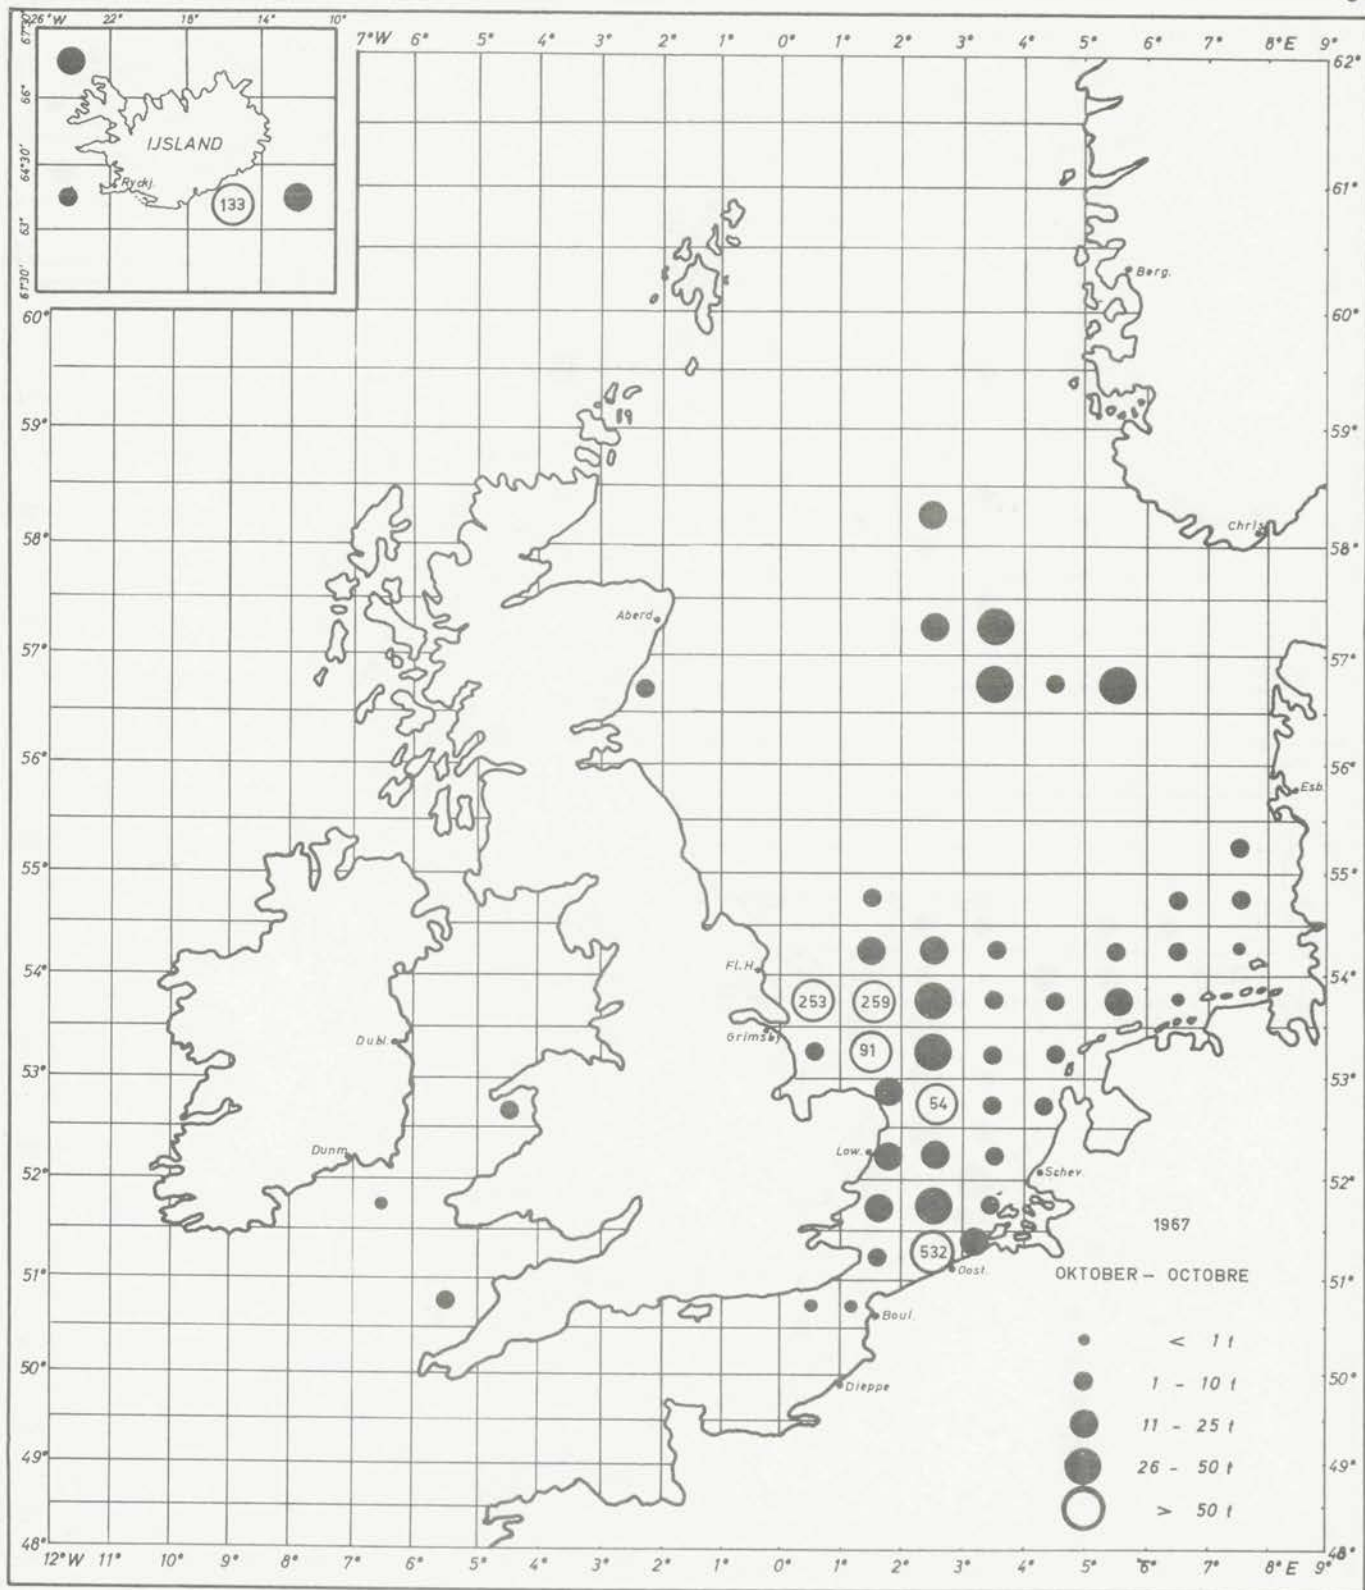 26°W 22° 18° 14° 10°
67°30'
66°
64°30'
63°
61°30'
IJSLAND
Ryckj.
133
7°W 6° 5° 4° 3° 2° 1° 0° 1° 2° 3° 4° 5° 6° 7° 8°E 9°
62°
61°
Berg.
60° 60°
59° 59°
Chris
58° 58°
Aberd.
57° 57°
56° 56°
Esb.
55° 55°
Fl.H.
54° 54°
253 259
Grimsby
Dubl.
91
53° 53°
54
Dunm.
Low.
52° 52°
Schev.
1967
532
Oost.
51° 51°
OKTOBER - OCTOBRE
Boul.
< 1 t
50° 50°
Dieppe
1 - 10 t
11 - 25 t
49° 49°
26 - 50 t
> 50 t
48° 48°
12°W 11° 10° 9° 8° 7° 6° 5° 4° 3° 2° 1° 0° 1° 2° 3° 4° 5° 6° 7° 8°E 9°